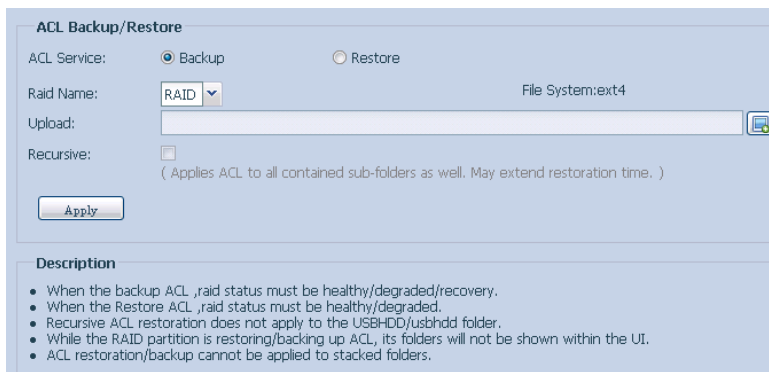 ACL Backup/Restore
ACL Service: Backup Restore
Raid Name: RAID File System:ext4
Upload:
Recursive:
( Applies ACL to all contained sub-folders as well. May extend restoration time. )
Apply
Description
• When the backup ACL ,raid status must be healthy/degraded/recovery.
• When the Restore ACL ,raid status must be healthy/degraded.
• Recursive ACL restoration does not apply to the USBHDD/usbhdd folder.
• While the RAID partition is restoring/backing up ACL, its folders will not be shown within the UI.
• ACL restoration/backup cannot be applied to stacked folders.